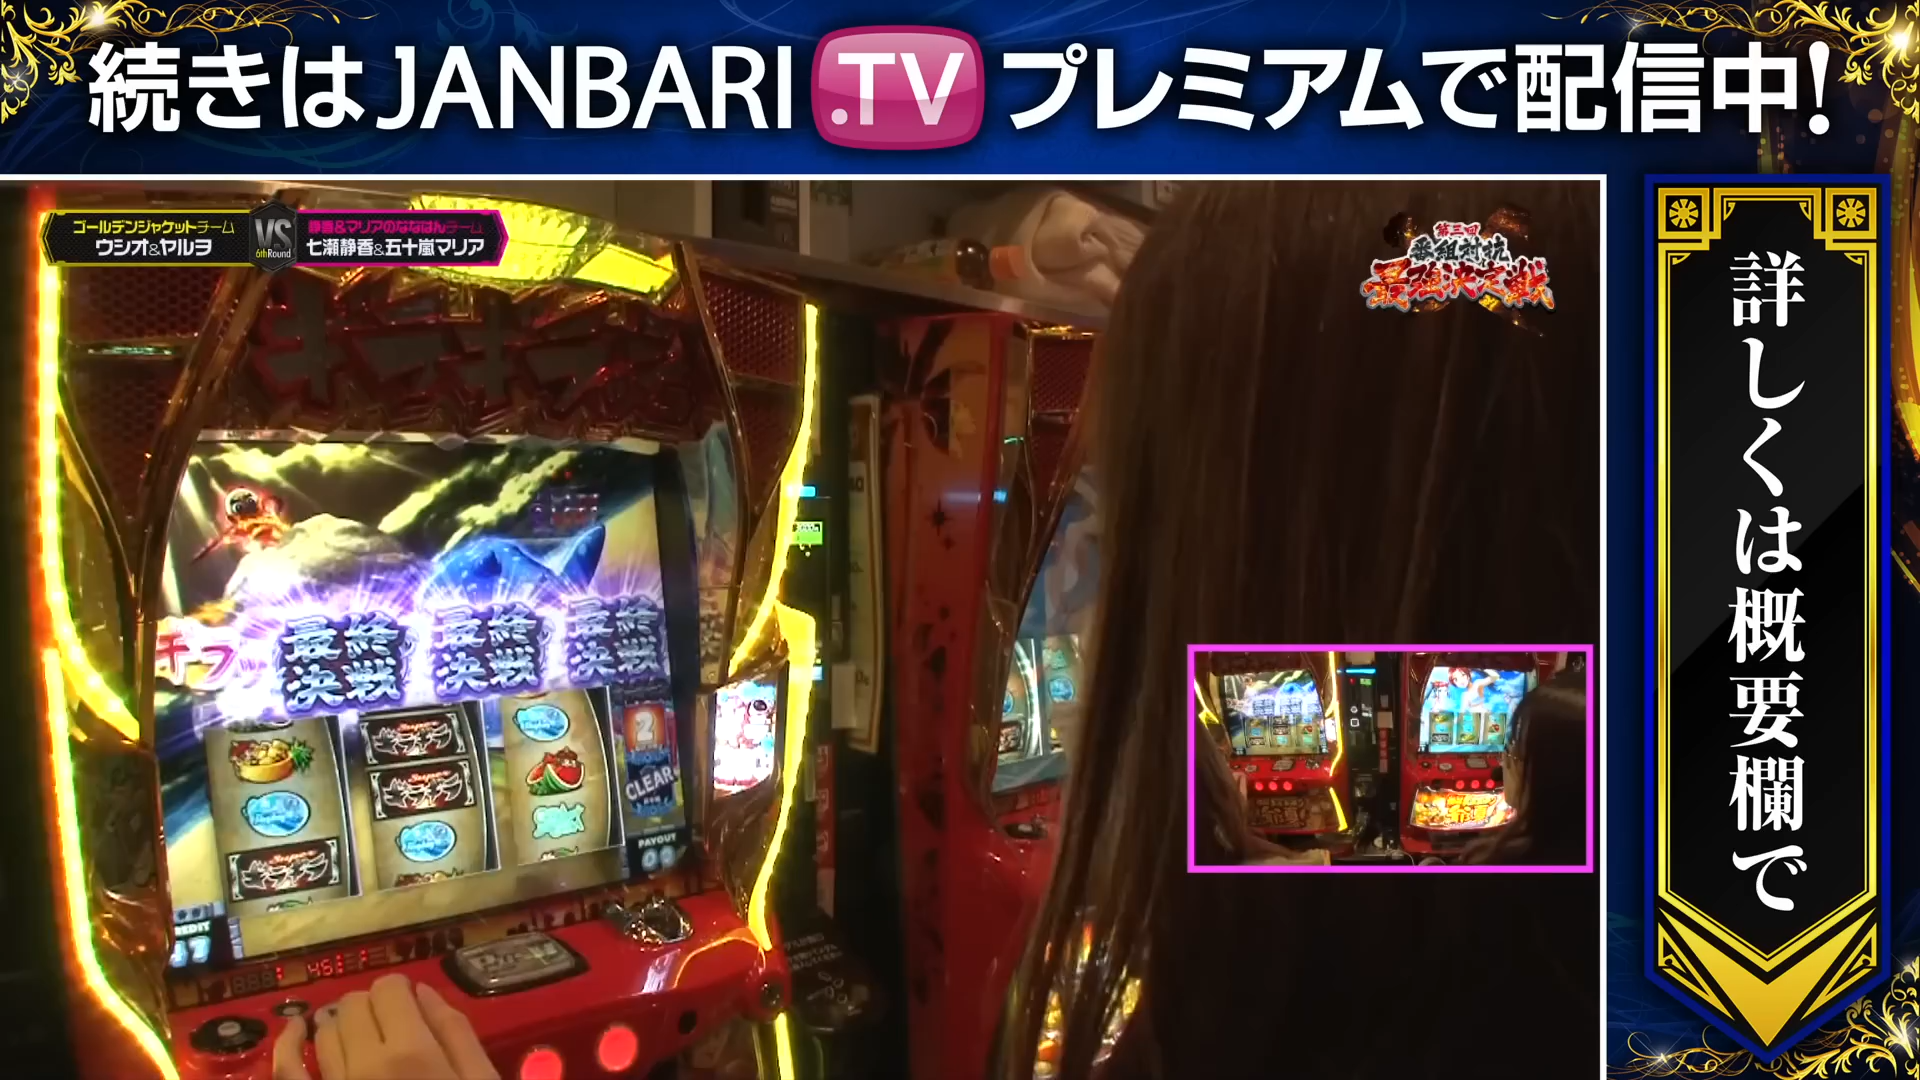 続きはJANBARI.TVプレミアムで配信中!
ゴールデンジャケットチーム
ウシオ&ヤルヲ
VS
6thRound
静香&マリアのななはんチーム
七瀬静香&五十嵐マリア
第三回
番組対抗
最強決定戦
詳しくは概要欄で
最終決戦
最終決戦
最終決戦
2
CLEAR
PAYOUT